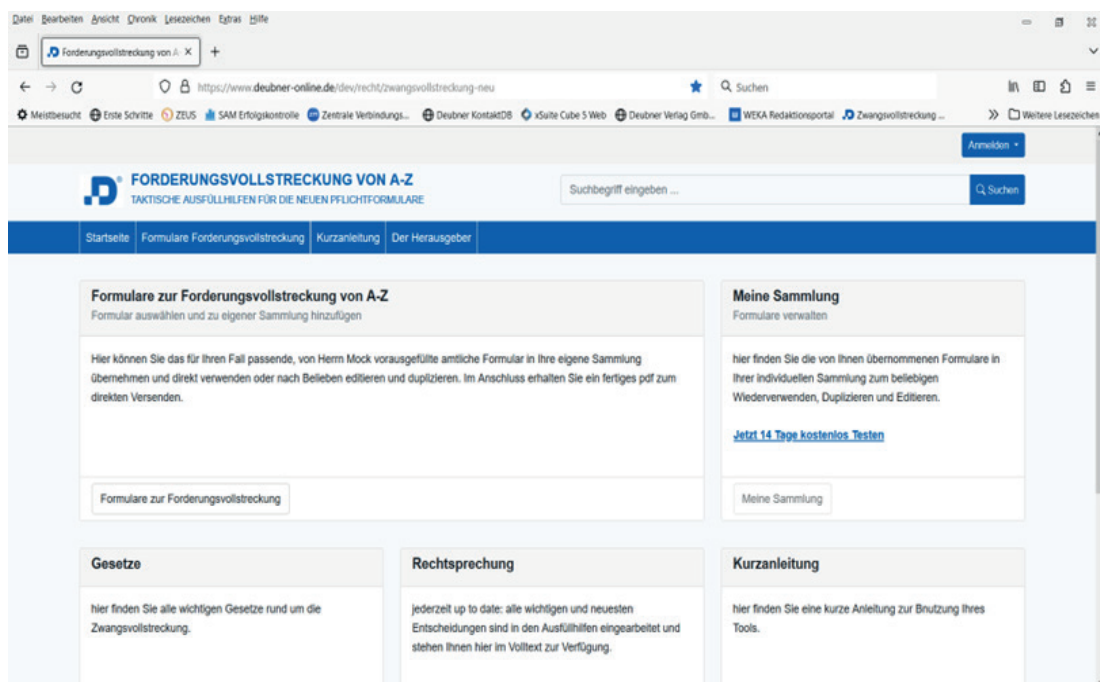 Datei Bearbeiten Ansicht Chronik Lesezeichen Extras Hilfe
Forderungsvollstreckung von A-
https://www.deubner-online.de/dev/recht/zwangsvollstreckung-neu
Suchen
Meistbesucht Erste Schritte ZEUS SAM Erfolgskontrolle Zentrale Verbindungs... Deubner KontaktDB xSuite Cube 5 Web Deubner Verlag Gmb... WEKA Redaktionsportal Zwangsvollstreckung ... Weitere Lesezeichen
Anmelden
FORDERUNGSVOLLSTRECKUNG VON A-Z
TAKTISCHE AUSFÜLLHILFEN FÜR DIE NEUEN PFLICHTFORMULARE
Suchbegriff eingeben ...
Suchen
Startseite Formulare Forderungsvollstreckung Kurzanleitung Der Herausgeber
Formulare zur Forderungsvollstreckung von A-Z
Formular auswählen und zu eigener Sammlung hinzufügen
Hier können Sie das für Ihren Fall passende, von Herrn Mock vorausgefüllte amtliche Formular in Ihre eigene Sammlung
übernehmen und direkt verwenden oder nach Belieben editieren und duplizieren. Im Anschluss erhalten Sie ein fertiges pdf zum
direkten Versenden.
Formulare zur Forderungsvollstreckung
Meine Sammlung
Formulare verwalten
hier finden Sie die von Ihnen übernommenen Formulare in
Ihrer individuellen Sammlung zum beliebigen
Wiederverwenden, Duplizieren und Editieren.
Jetzt 14 Tage kostenlos Testen
Meine Sammlung
Gesetze
hier finden Sie alle wichtigen Gesetze rund um die
Zwangsvollstreckung.
Rechtsprechung
jederzeit up to date: alle wichtigen und neuesten
Entscheidungen sind in den Ausfüllhilfen eingearbeitet und
stehen Ihnen hier im Volltext zur Verfügung.
Kurzanleitung
hier finden Sie eine kurze Anleitung zur Bnutzung Ihres
Tools.